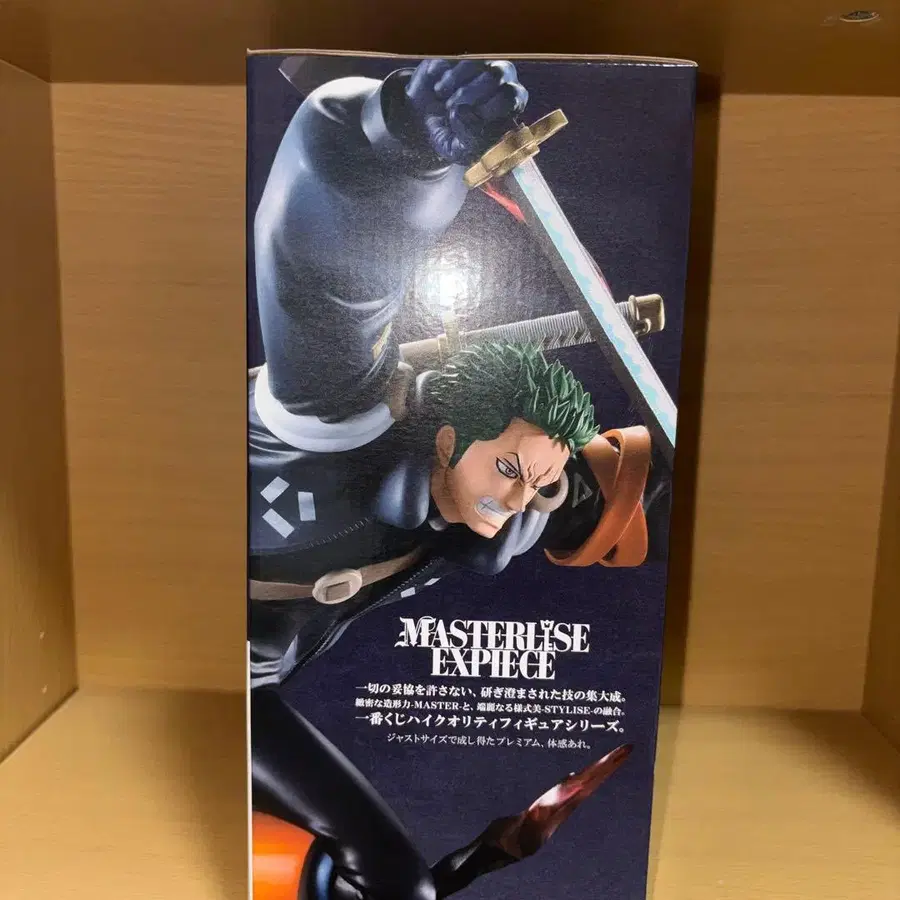 MASTERLISE
EXPIECE
一切の妥協を許さない、研ぎ澄まされた技の集大成。
緻密な造形力-MASTER-と、端麗なる様式美-STYLISE-の融合。
一番くじハイクオリティフィギュアシリーズ。
ジャストサイズで成し得たプレミアム、体感あれ。